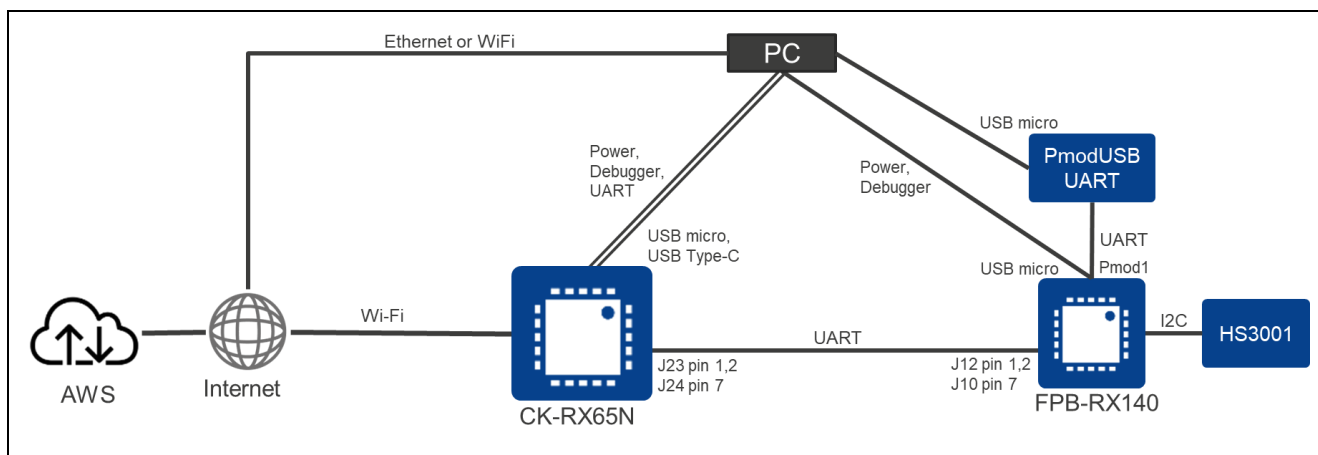 Ethernet or WiFi
PC
USB micro
PmodUSB
UART
Power,
Debugger,
UART
Power,
Debugger
USB micro,
USB Type-C
UART
USB micro
Pmod1
Wi-Fi
UART
I2C
HS3001
J23 pin 1,2
J24 pin 7
J12 pin 1,2
J10 pin 7
AWS
Internet
CK-RX65N
FPB-RX140